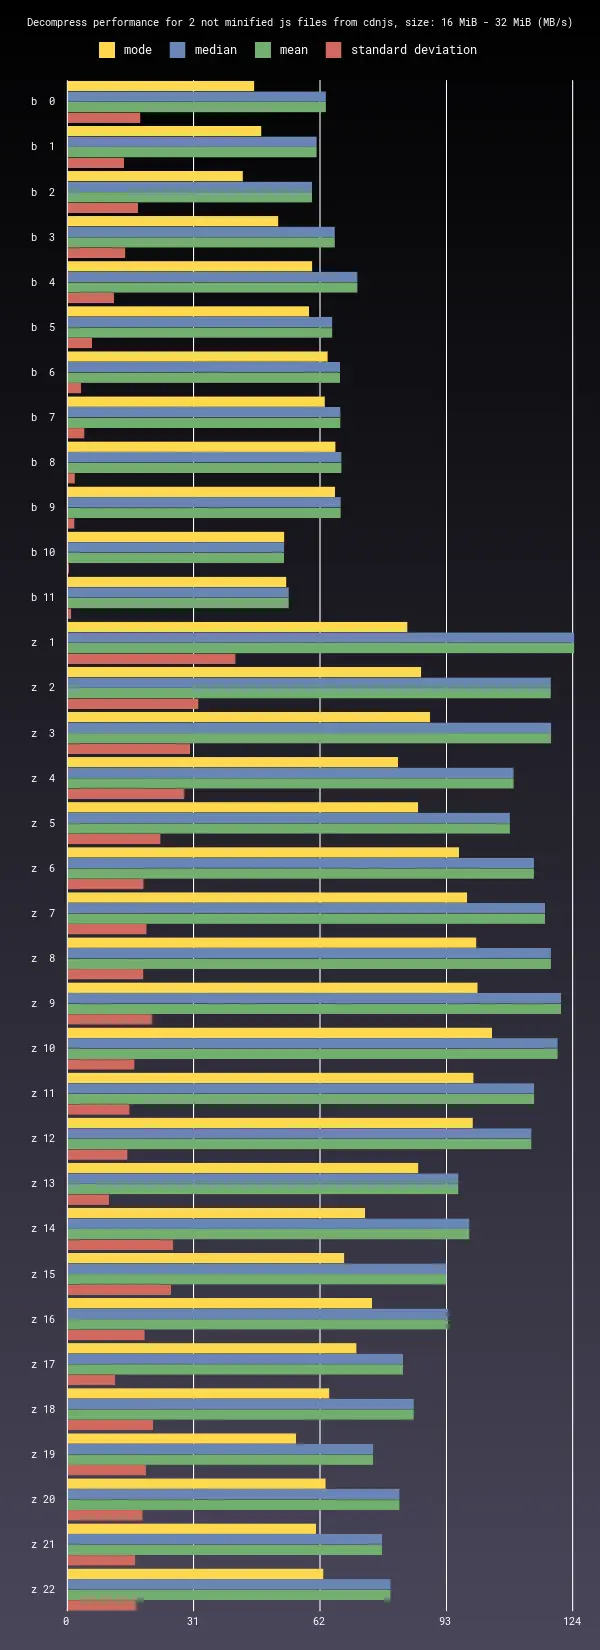 Decompress performance for 2 not minified js files from cdnjs, size: 16 MiB - 32 MiB (MB/s)
mode median mean standard deviation
b 0
b 1
b 2
b 3
b 4
b 5
b 6
b 7
b 8
b 9
b 10
b 11
z 1
z 2
z 3
z 4
z 5
z 6
z 7
z 8
z 9
z 10
z 11
z 12
z 13
z 14
z 15
z 16
z 17
z 18
z 19
z 20
z 21
z 22
0 31 62 93 124